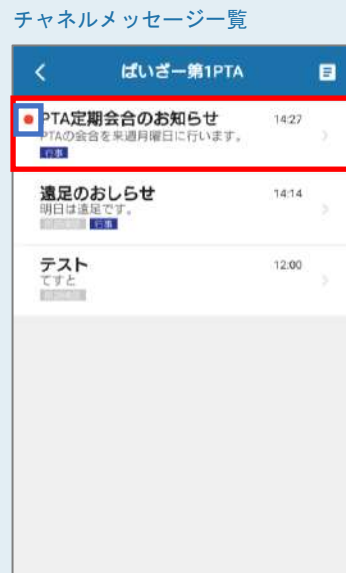 チャネルメッセージ一覧
ばいざー第1PTA
PTA定期会合のお知らせ 14:27
PTAの会合を来週月曜日に行います。
行事
遠足のおしらせ 14:14
明日は遠足です。
行事
テスト 12:00
てすと